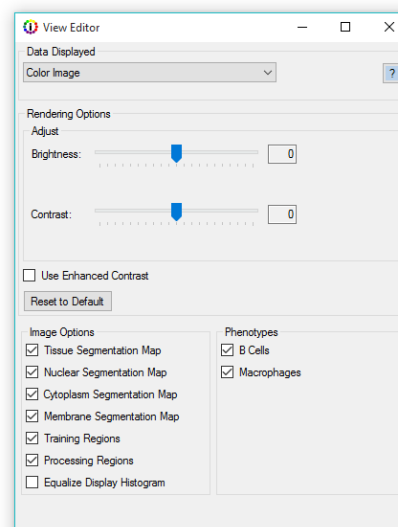 View Editor
Data Displayed
Color Image
?
Rendering Options
Adjust
Brightness:
0
Contrast:
0
Use Enhanced Contrast
Reset to Default
Image Options
Tissue Segmentation Map
Nuclear Segmentation Map
Cytoplasm Segmentation Map
Membrane Segmentation Map
Training Regions
Processing Regions
Equalize Display Histogram
Phenotypes
B Cells
Macrophages